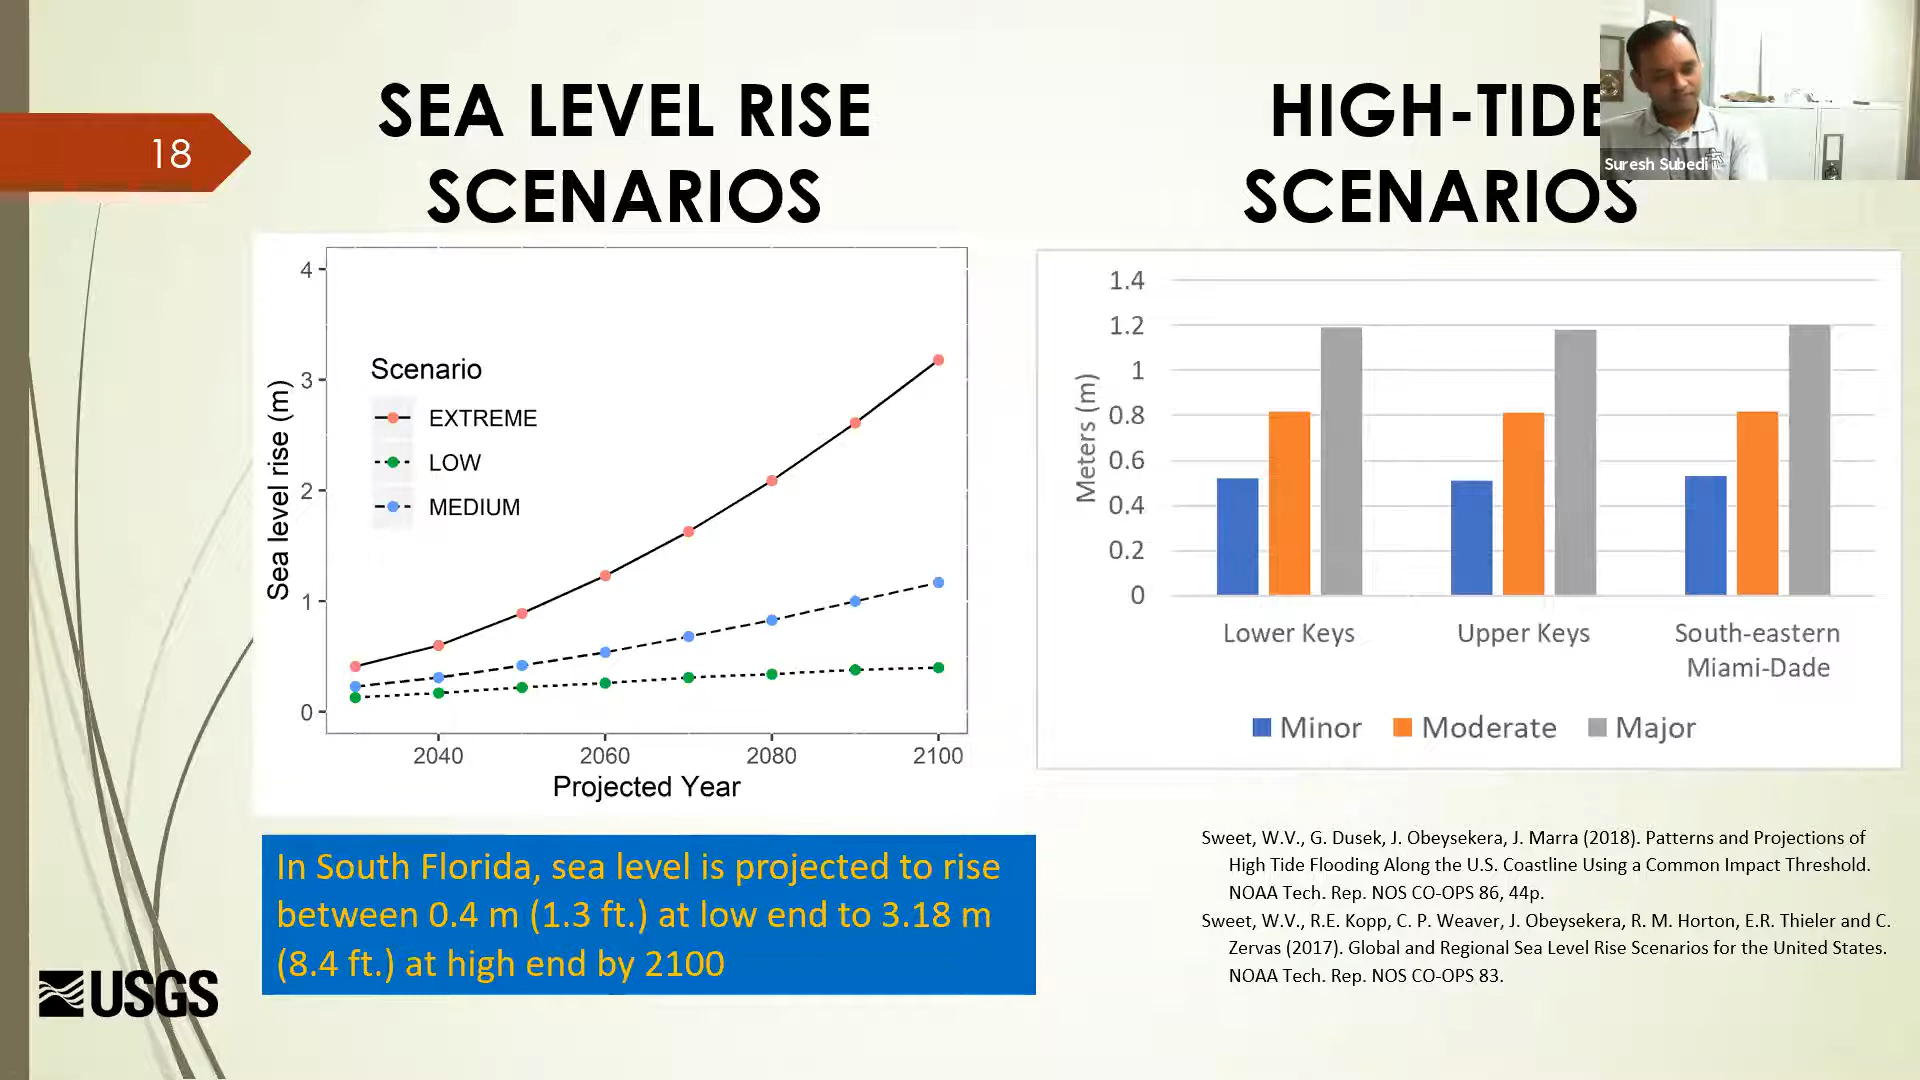 18
SEA LEVEL RISE
SCENARIOS
HIGH-TIDE
SCENARIOS
Suresh Subedi
4
3
2
1
0
Sea level rise (m)
Scenario
EXTREME
LOW
MEDIUM
2040 2060 2080 2100
Projected Year
1.4
1.2
1
0.8
0.6
0.4
0.2
0
Meters (m)
Lower Keys Upper Keys South-eastern
Miami-Dade
Minor Moderate Major
In South Florida, sea level is projected to rise
between 0.4 m (1.3 ft.) at low end to 3.18 m
(8.4 ft.) at high end by 2100
Sweet, W.V., G. Dusek, J. Obeysekera, J. Marra (2018). Patterns and Projections of
High Tide Flooding Along the U.S. Coastline Using a Common Impact Threshold.
NOAA Tech. Rep. NOS CO-OPS 86, 44p.
Sweet, W.V., R.E. Kopp, C. P. Weaver, J. Obeysekera, R. M. Horton, E.R. Thieler and C.
Zervas (2017). Global and Regional Sea Level Rise Scenarios for the United States.
NOAA Tech. Rep. NOS CO-OPS 83.
USGS